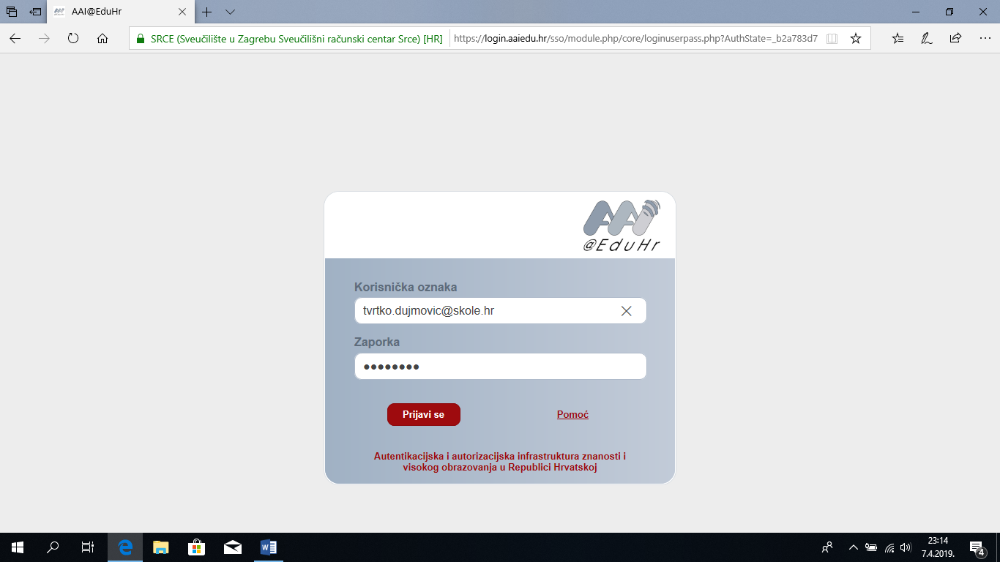 AAI@EduHr
SRCE (Sveučilište u Zagrebu Sveučilišni računski centar Srce) [HR]
https://login.aaiedu.hr/sso/module.php/core/loginuserpass.php?AuthState=_b2a783d7
AAI
@EduHr
Korisnička oznaka
tvrtko.dujmovic@skole.hr
Zaporka
••••••••
Prijavi se
Pomoć
Autentikacijska i autorizacijska infrastruktura znanosti i
visokog obrazovanja u Republici Hrvatskoj
23:14
7.4.2019.
4